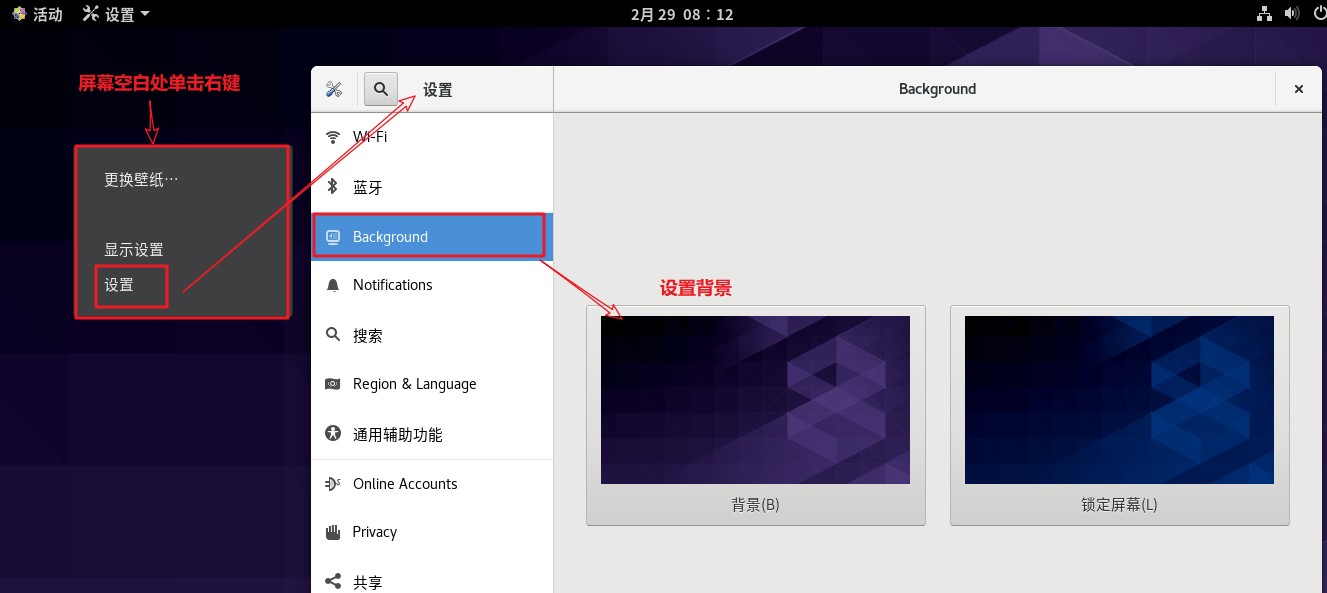 活动 设置 2月 29 08：12
屏幕空白处单击右键
更换壁纸…
显示设置
设置
设置
Background
Wi-Fi
蓝牙
Background
Notifications
搜索
Region & Language
通用辅助功能
Online Accounts
Privacy
共享
设置背景
背景(B)
锁定屏幕(L)